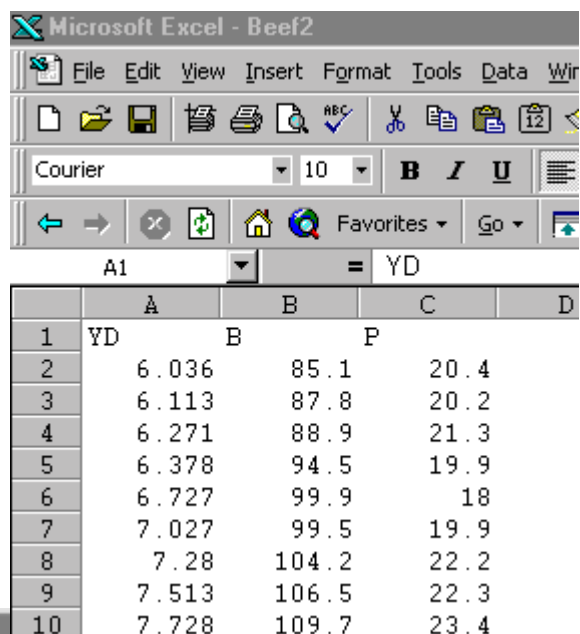 Microsoft Excel - Beef2
File Edit View Insert Format Tools Data
ABC 12
Courier 10 B I U
Favorites Go
A1 = YD
A B C D
1 YD B P
2 6.036 85.1 20.4
3 6.113 87.8 20.2
4 6.271 88.9 21.3
5 6.378 94.5 19.9
6 6.727 99.9 18
7 7.027 99.5 19.9
8 7.28 104.2 22.2
9 7.513 106.5 22.3
10 7.728 109.7 23.4